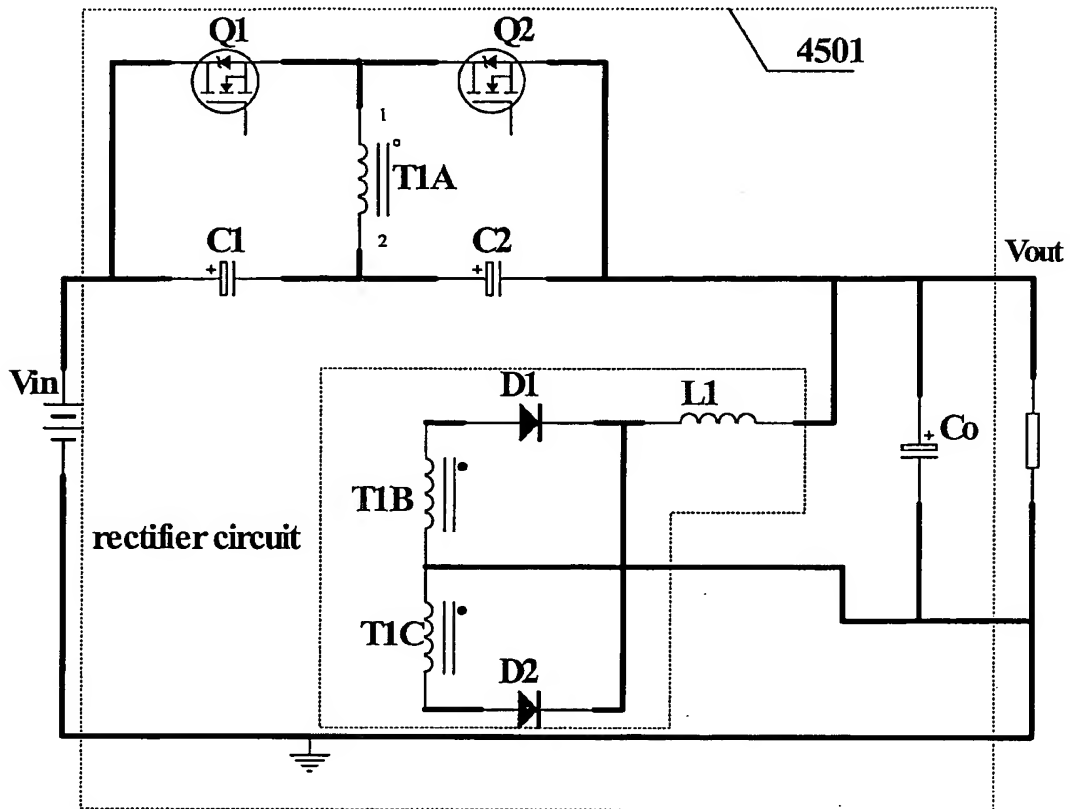 Q1
Q2
4501
1
T1A
2
C1
C2
Vout
+
+
Vin
D1
L1
+
Co
T1B
rectifier circuit
T1C
D2